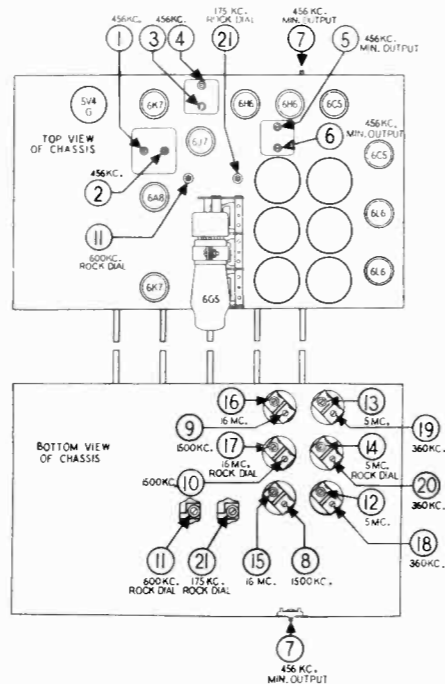 456KC.
456KC.
175 KC.
ROCK DIAL
456 KC.
MIN. OUTPUT
456 KC.
MIN. OUTPUT
1
3
4
21
7
5
5V4
G
6K7
6H6
6H6
6C5
TOP VIEW
OF CHASSIS
6J7
456KC.
MIN. OUTPUT
6
2
456KC.
6C5
6A8
11
600KC.
ROCK DIAL
6L6
6K7
6G5
6L6
BOTTOM VIEW
OF CHASSIS
16
16 MC.
13
5 MC.
9
1500KC.
19
360KC.
17
16 MC.
ROCK DIAL
14
5 MC.
ROCK DIAL
10
1500KC.
20
360KC.
12
5 MC.
11
600KC.
ROCK DIAL
21
175 KC.
ROCK DIAL
15
16 MC.
8
1500KC.
18
360KC.
7
456 KC.
MIN. OUTPUT